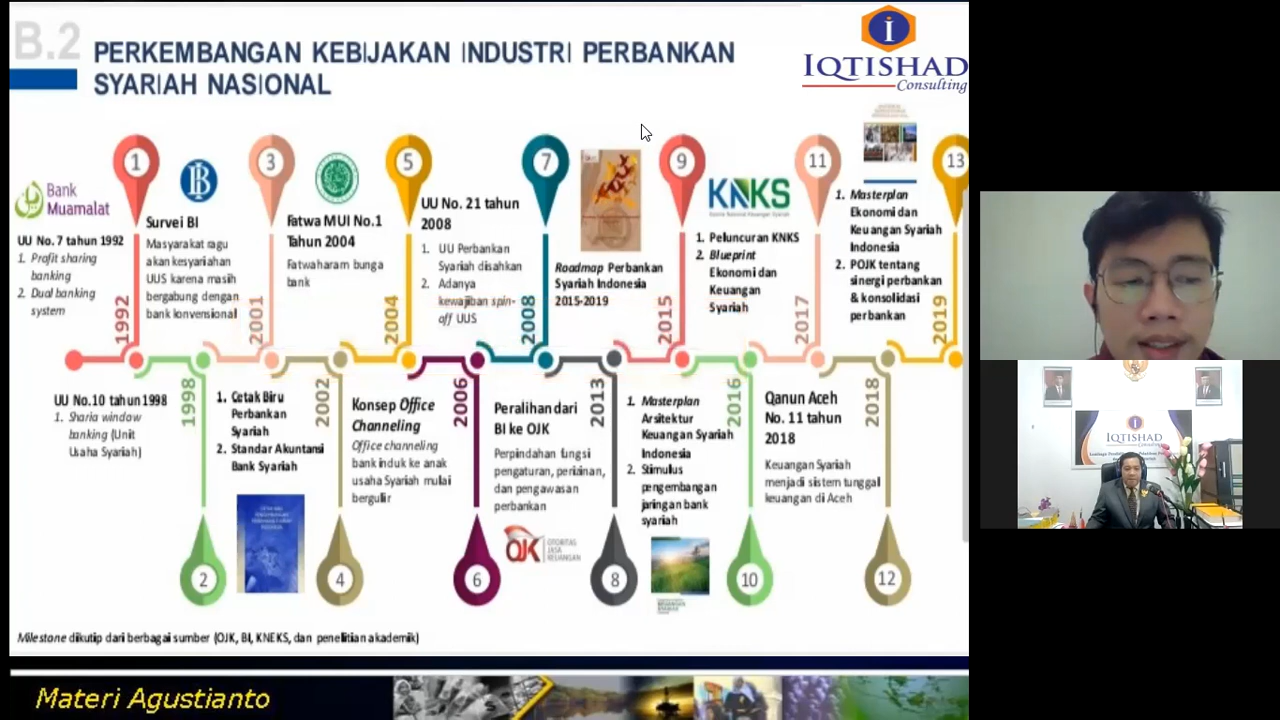 B.2
PERKEMBANGAN KEBIJAKAN INDUSTRI PERBANKAN
SYARIAH NASIONAL
IQTISHAD
Consulting
1
Bank
Muamalat
UU No. 7 tahun 1992
1. Profit sharing
banking
2. Dual banking
system
1992
UU No.10 tahun 1998
1. Sharia window
banking (Unit
Usaha Syariah)
1998
2
Survei BI
Masyarakat ragu
akan kesyariahan
UUS karena masih
bergabung dengan
bank konvensional
2001
3
1. Cetak Biru
Perbankan
Syariah
2. Standar Akuntansi
Bank Syariah
2002
4
Fatwa MUI No.1
Tahun 2004
Fatwa haram bunga
bank
2004
5
Konsep Office
Channeling
Office channeling
bank induk ke anak
usaha Syariah mulai
bergulir
2006
6
UU No. 21 tahun
2008
1. UU Perbankan
Syariah disahkan
2. Adanya
kewajiban spin-
off UUS
2008
7
Peralihan dari
BI ke OJK
Perpindahan fungsi
pengaturan, perizinan,
dan pengawasan
perbankan
OJK
OTORITAS
JASA
KEUANGAN
2013
8
Roadmap Perbankan
Syariah Indonesia
2015-2019
2015
9
1. Masterplan
Arsitektur
Keuangan Syariah
Indonesia
2. Stimulus
pengembangan
jaringan bank
syariah
2016
10
KNKS
Komite Nasional Keuangan Syariah
1. Peluncuran KNKS
2. Blueprint
Ekonomi dan
Keuangan
Syariah
2017
11
Qanun Aceh
No. 11 tahun
2018
Keuangan Syariah
menjadi sistem tunggal
keuangan di Aceh
2018
12
1. Masterplan
Ekonomi dan
Keuangan Syariah
Indonesia
2. POJK tentang
sinergi perbankan
& konsolidasi
perbankan
2019
13
Milestone dikutip dari berbagai sumber (OJK, BI, KNEKS, dan penelitian akademik)
Materi Agustianto
IQTISHAD
Consulting